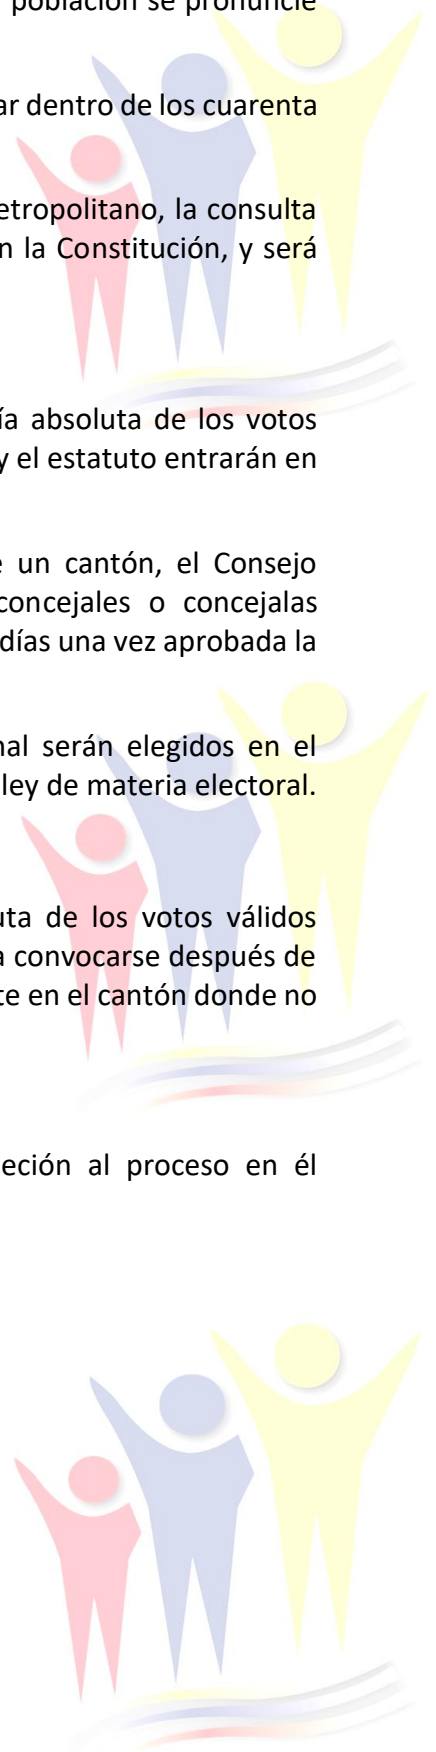 población se pronuncie
ar dentro de los cuarenta
etropolitano, la consulta
n la Constitución, y será
ía absoluta de los votos
y el estatuto entrarán en
un cantón, el Consejo
concejales o concejalas
días una vez aprobada la
nal serán elegidos en el
ley de materia electoral.
uta de los votos válidos
a convocarse después de
te en el cantón donde no
eción al proceso en él